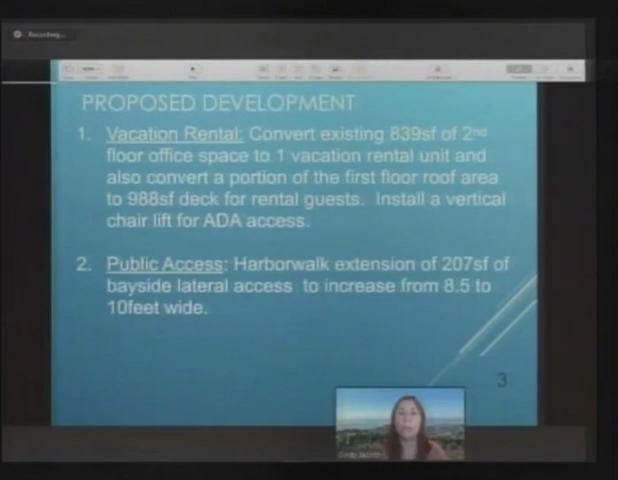 Recording...
PROPOSED DEVELOPMENT
1. Vacation Rental: Convert existing 839sf of 2nd
floor office space to 1 vacation rental unit and
also convert a portion of the first floor roof area
to 988sf deck for rental guests. Install a vertical
chair lift for ADA access.
2. Public Access: Harborwalk extension of 207sf of
bayside lateral access to increase from 8.5 to
10feet wide.
3